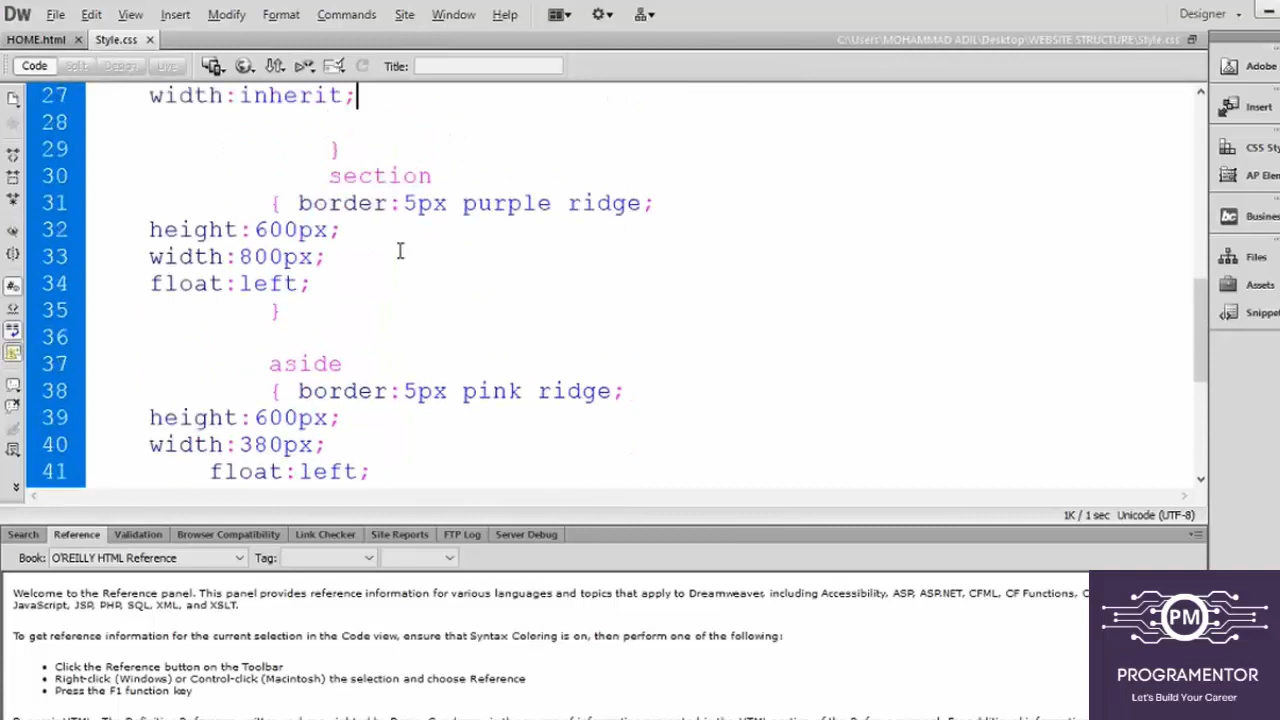 Dw File Edit View Insert Modify Format Commands Site Window Help Designer
HOME.html × Style.css × C:\Users\MOHAMMAD ADIL\Desktop\WEBSITE STRUCTURE\Style.css
Code Split Design Live Title:
27 width:inherit;
28
29 }
30 section
31 { border:5px purple ridge;
32 height:600px;
33 width:800px;
34 float:left;
35 }
36
37 aside
38 { border:5px pink ridge;
39 height:600px;
40 width:380px;
41 float:left;
Adobe
Insert
CSS Sty
AP Elem
Business
Files
Assets
Snippet
1K / 1 sec Unicode (UTF-8)
Search Reference Validation Browser Compatibility Link Checker Site Reports FTP Log Server Debug
Book: O'REILLY HTML Reference Tag:
Welcome to the Reference panel. This panel provides reference information for various languages and topics that apply to Dreamweaver, including Accessibility, ASP, ASP.NET, CFML, CF Functions, C
JavaScript, JSP, PHP, SQL, XML, and XSLT.
To get reference information for the current selection in the Code view, ensure that Syntax Coloring is on, then perform one of the following:
• Click the Reference button on the Toolbar
• Right-click (Windows) or Control-click (Macintosh) the selection and choose Reference
• Press the F1 function key
PM
PROGRAMENTOR
Let's Build Your Career